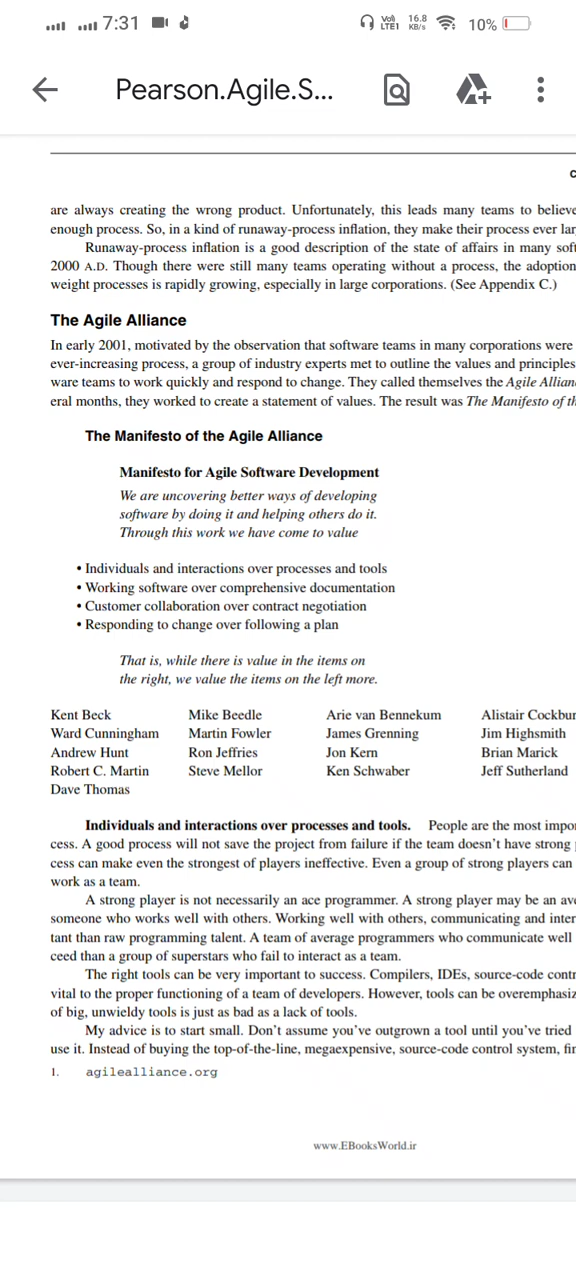 7:31
Vo)) LTE1 16.8 KB/s 10%
Pearson.Agile.S...
are always creating the wrong product. Unfortunately, this leads many teams to believe
enough process. So, in a kind of runaway-process inflation, they make their process ever lar
Runaway-process inflation is a good description of the state of affairs in many soft
2000 A.D. Though there were still many teams operating without a process, the adoption
weight processes is rapidly growing, especially in large corporations. (See Appendix C.)
The Agile Alliance
In early 2001, motivated by the observation that software teams in many corporations were
ever-increasing process, a group of industry experts met to outline the values and principles
ware teams to work quickly and respond to change. They called themselves the Agile Allian
eral months, they worked to create a statement of values. The result was The Manifesto of th
The Manifesto of the Agile Alliance
Manifesto for Agile Software Development
We are uncovering better ways of developing
software by doing it and helping others do it.
Through this work we have come to value
• Individuals and interactions over processes and tools
• Working software over comprehensive documentation
• Customer collaboration over contract negotiation
• Responding to change over following a plan
That is, while there is value in the items on
the right, we value the items on the left more.
Kent Beck Mike Beedle Arie van Bennekum Alistair Cockbur
Ward Cunningham Martin Fowler James Grenning Jim Highsmith
Andrew Hunt Ron Jeffries Jon Kern Brian Marick
Robert C. Martin Steve Mellor Ken Schwaber Jeff Sutherland
Dave Thomas
Individuals and interactions over processes and tools. People are the most impor
cess. A good process will not save the project from failure if the team doesn't have strong
cess can make even the strongest of players ineffective. Even a group of strong players can
work as a team.
A strong player is not necessarily an ace programmer. A strong player may be an ave
someone who works well with others. Working well with others, communicating and inter
tant than raw programming talent. A team of average programmers who communicate well
ceed than a group of superstars who fail to interact as a team.
The right tools can be very important to success. Compilers, IDEs, source-code contr
vital to the proper functioning of a team of developers. However, tools can be overemphasiz
of big, unwieldy tools is just as bad as a lack of tools.
My advice is to start small. Don't assume you've outgrown a tool until you've tried
use it. Instead of buying the top-of-the-line, megaexpensive, source-code control system, fin
1. agilealliance.org
www.EBooksWorld.ir